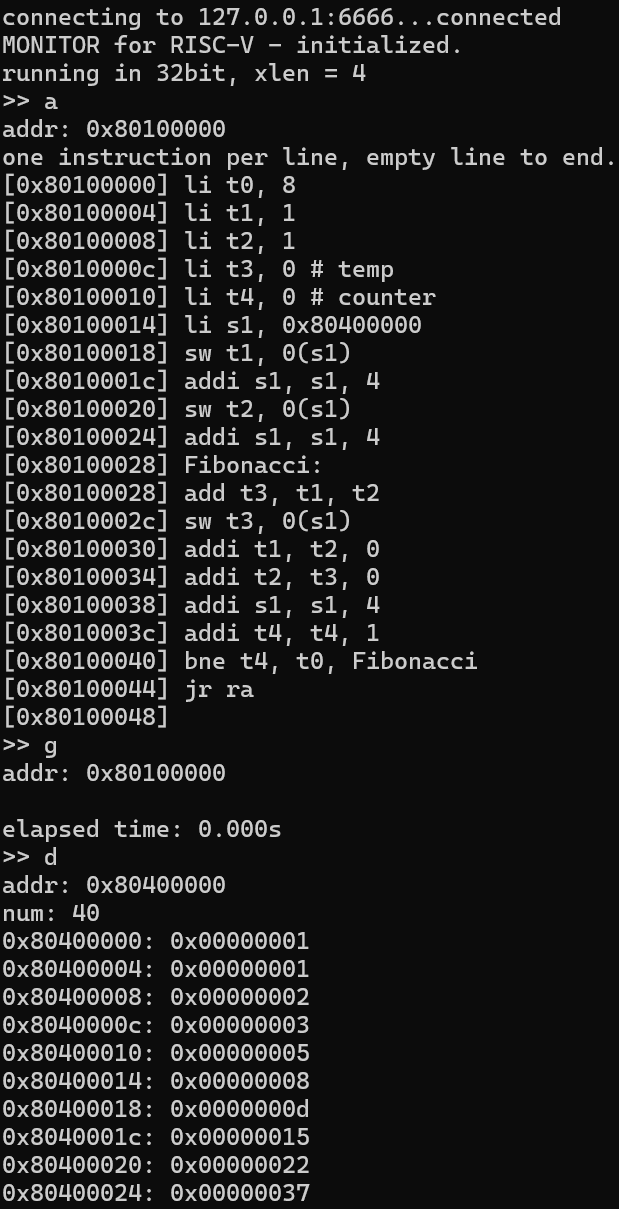 connecting to 127.0.0.1:6666...connected
MONITOR for RISC-V - initialized.
running in 32bit, xlen = 4
>> a
addr: 0x80100000
one instruction per line, empty line to end.
[0x80100000] li t0, 8
[0x80100004] li t1, 1
[0x80100008] li t2, 1
[0x8010000c] li t3, 0 # temp
[0x80100010] li t4, 0 # counter
[0x80100014] li s1, 0x80400000
[0x80100018] sw t1, 0(s1)
[0x8010001c] addi s1, s1, 4
[0x80100020] sw t2, 0(s1)
[0x80100024] addi s1, s1, 4
[0x80100028] Fibonacci:
[0x80100028] add t3, t1, t2
[0x8010002c] sw t3, 0(s1)
[0x80100030] addi t1, t2, 0
[0x80100034] addi t2, t3, 0
[0x80100038] addi s1, s1, 4
[0x8010003c] addi t4, t4, 1
[0x80100040] bne t4, t0, Fibonacci
[0x80100044] jr ra
[0x80100048]
>> g
addr: 0x80100000
elapsed time: 0.000s
>> d
addr: 0x80400000
num: 40
0x80400000: 0x00000001
0x80400004: 0x00000001
0x80400008: 0x00000002
0x8040000c: 0x00000003
0x80400010: 0x00000005
0x80400014: 0x00000008
0x80400018: 0x0000000d
0x8040001c: 0x00000015
0x80400020: 0x00000022
0x80400024: 0x00000037